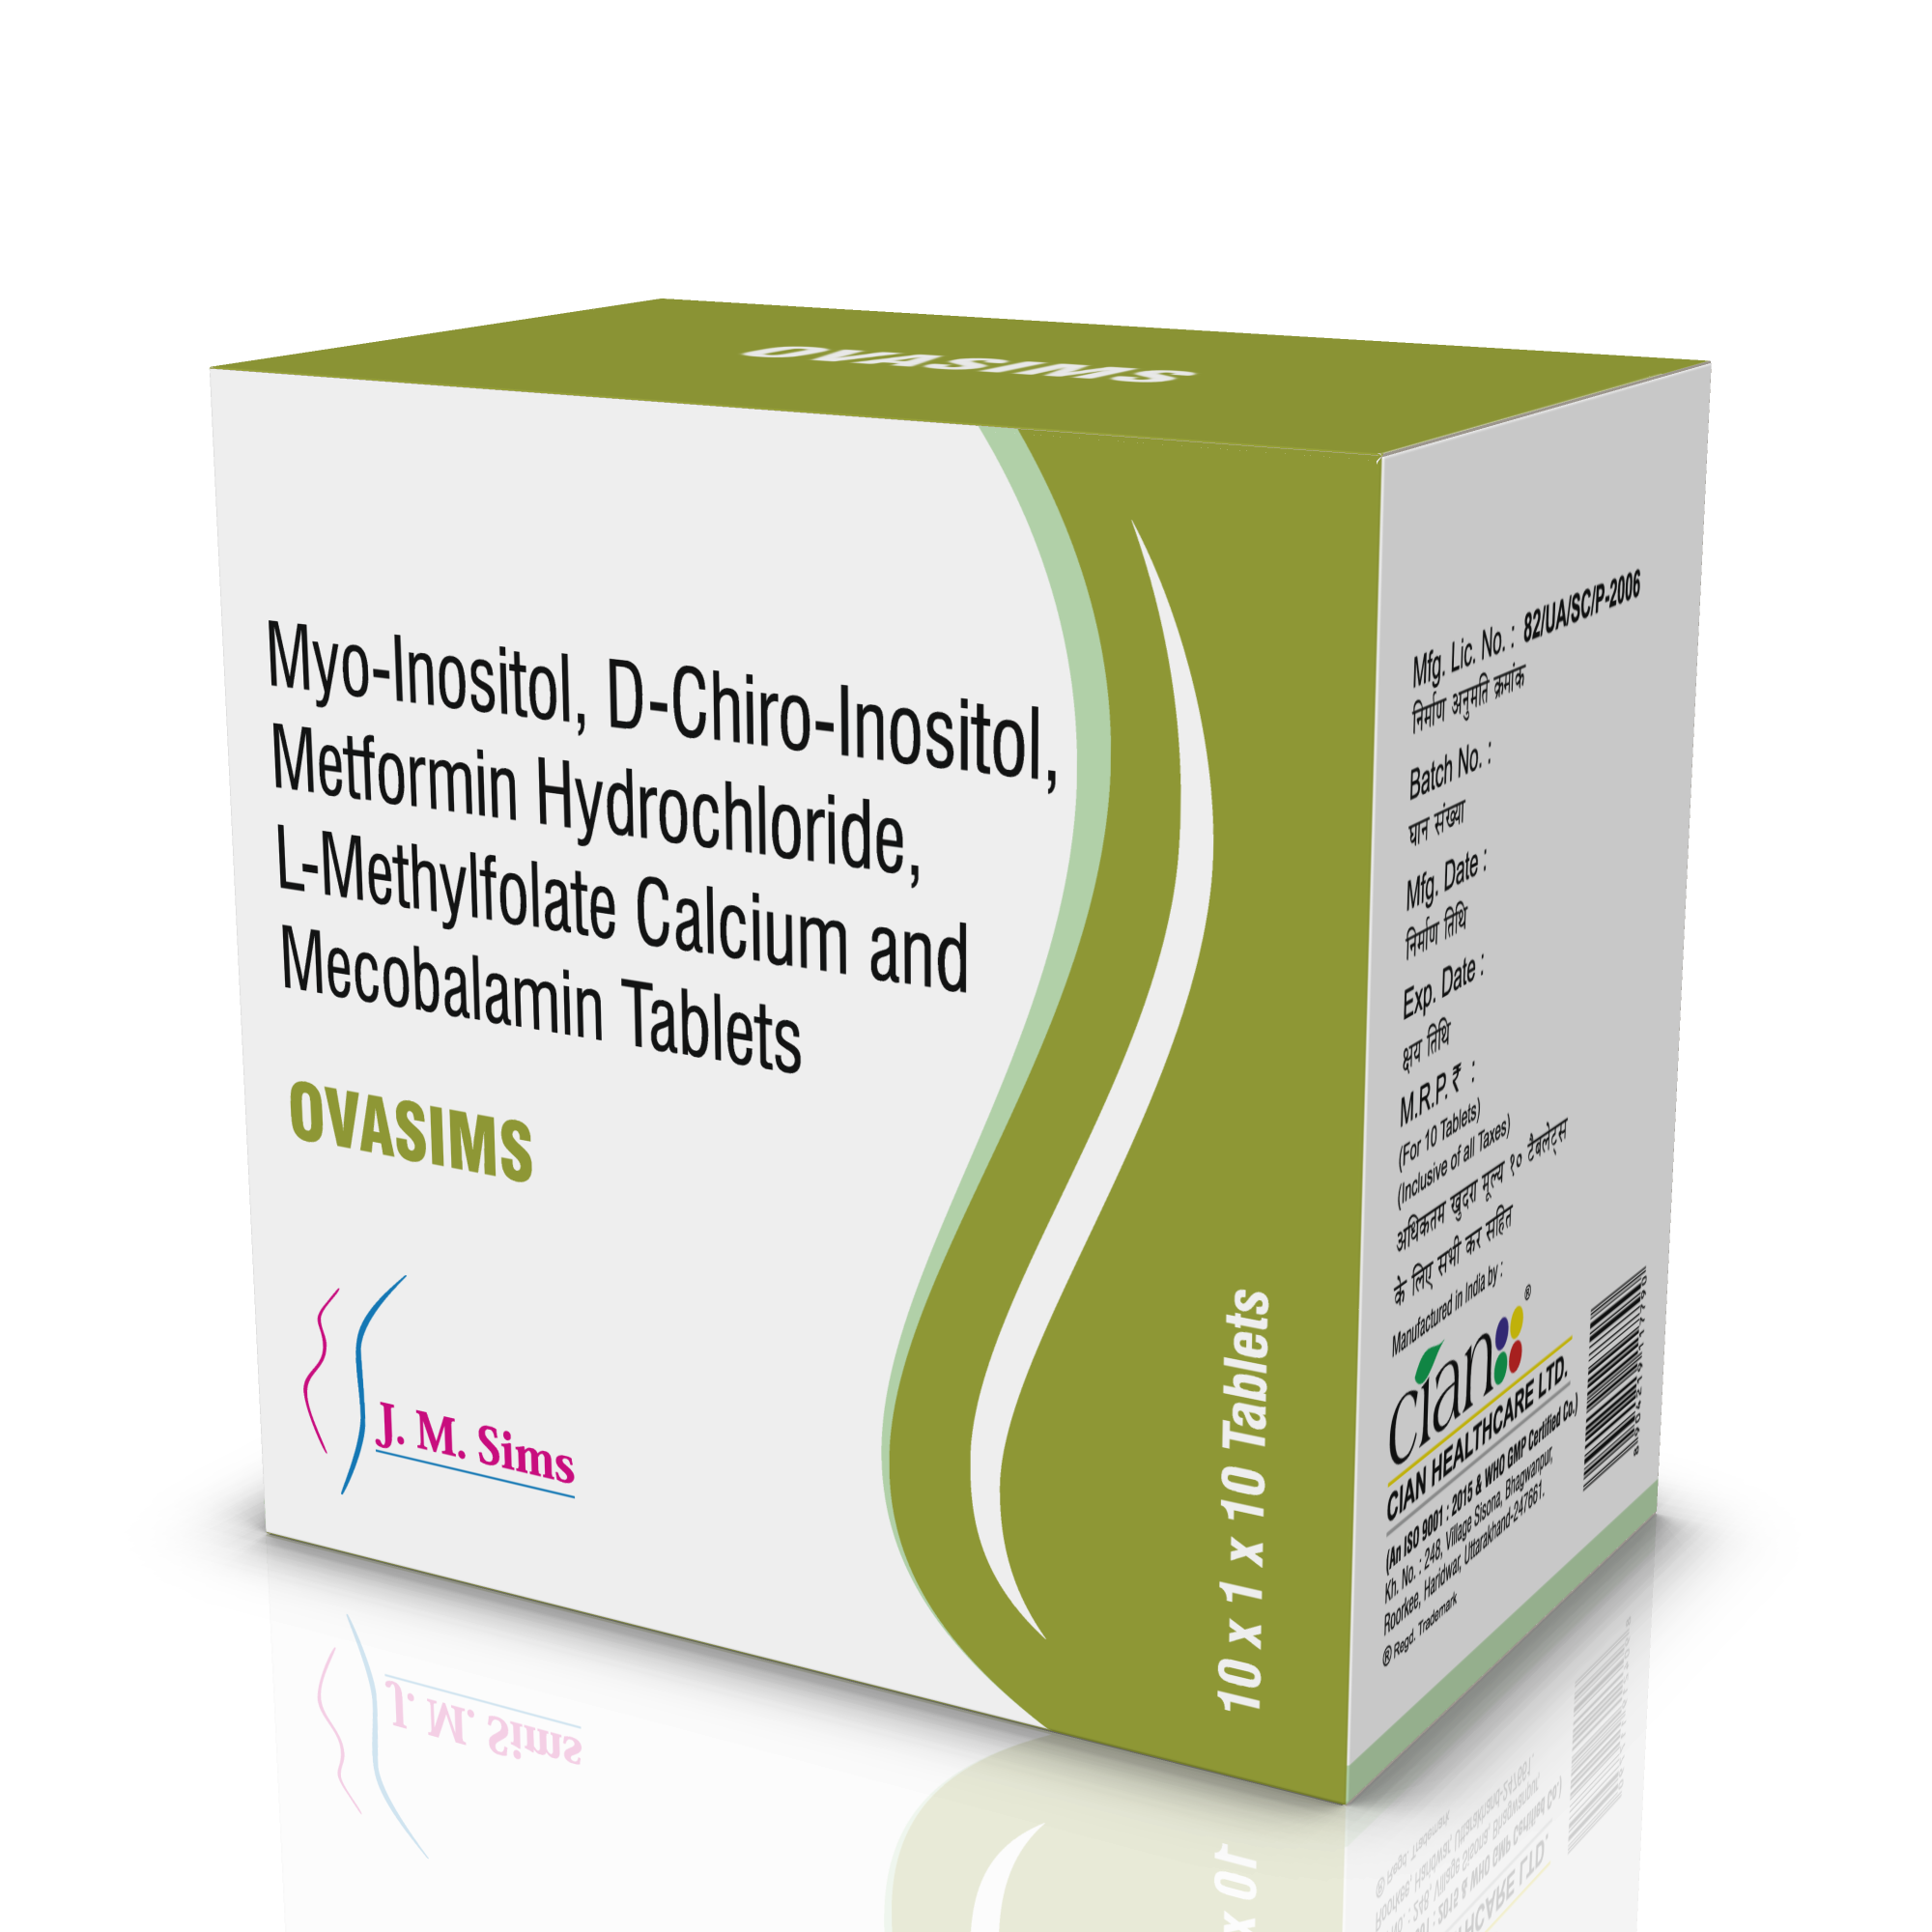 OVASIMS
Myo-Inositol, D-Chiro-Inositol,
Metformin Hydrochloride,
L-Methylfolate Calcium and
Mecobalamin Tablets
OVASIMS
J. M. Sims
10 x 1 x 10 Tablets
Mfg. Lic. No. : 82/UA/SC/P-2006
निर्माण अनुमति क्रमांक
Batch No. :
घान संख्या
Mfg. Date :
निर्माण तिथि
Exp. Date :
क्षय तिथि
M.R.P. ₹ :
(For 10 Tablets)
(Inclusive of all Taxes)
अधिकतम खुदरा मूल्य १० टैबलेट्स
के लिए सभी कर सहित
Manufactured in India by :
cian®
CIAN HEALTHCARE LTD.
(An ISO 9001 : 2015 & WHO GMP Certified Co.)
Kh. No. : 248, Village Sisona, Bhagwanpur,
Roorkee, Haridwar, Uttarakhand-247661.
® Regd. Trademark